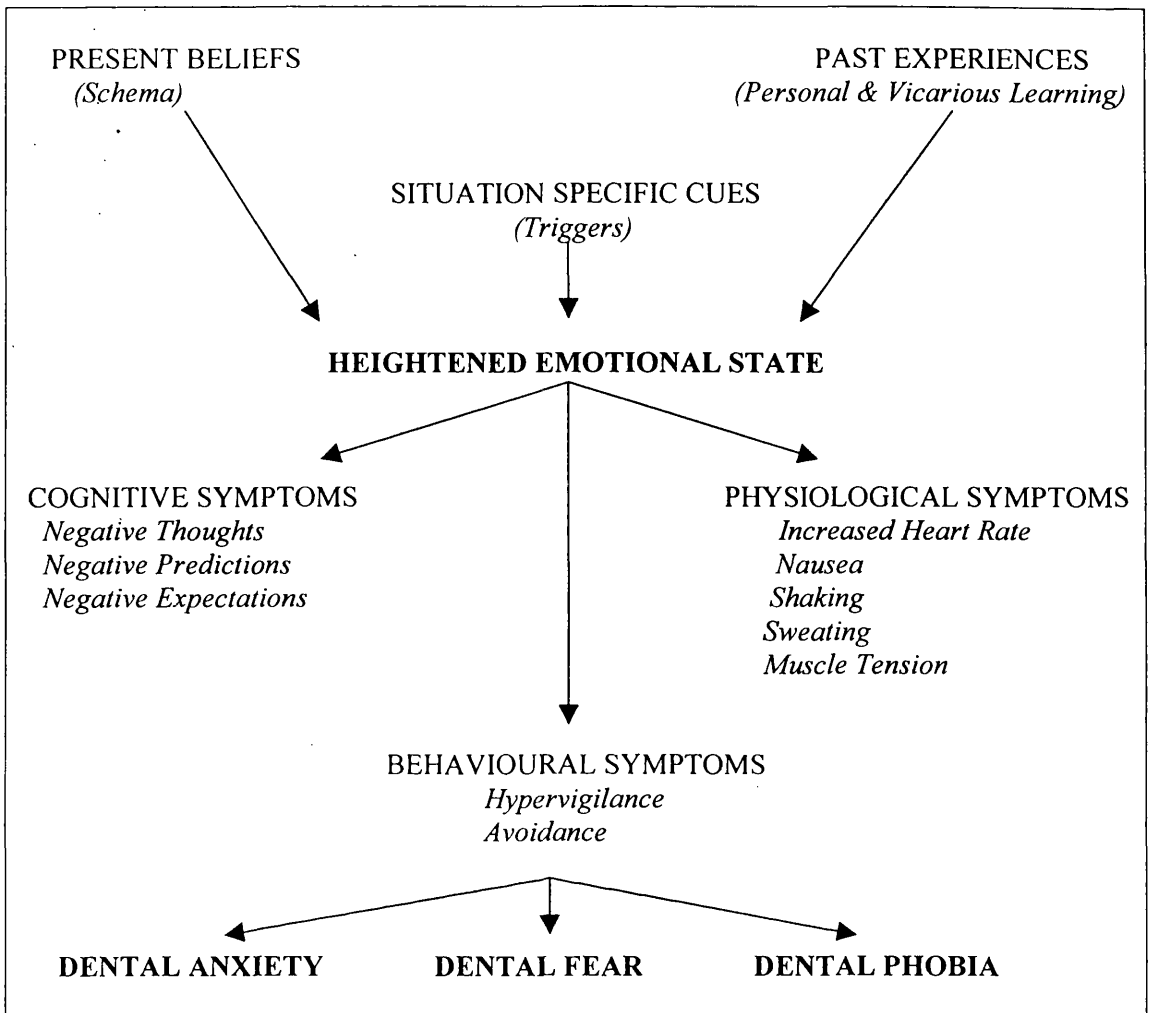 PRESENT BELIEFS
(Schema)
PAST EXPERIENCES
(Personal & Vicarious Learning)
SITUATION SPECIFIC CUES
(Triggers)
HEIGHTENED EMOTIONAL STATE
COGNITIVE SYMPTOMS
Negative Thoughts
Negative Predictions
Negative Expectations
PHYSIOLOGICAL SYMPTOMS
Increased Heart Rate
Nausea
Shaking
Sweating
Muscle Tension
BEHAVIOURAL SYMPTOMS
Hypervigilance
Avoidance
DENTAL ANXIETY
DENTAL FEAR
DENTAL PHOBIA